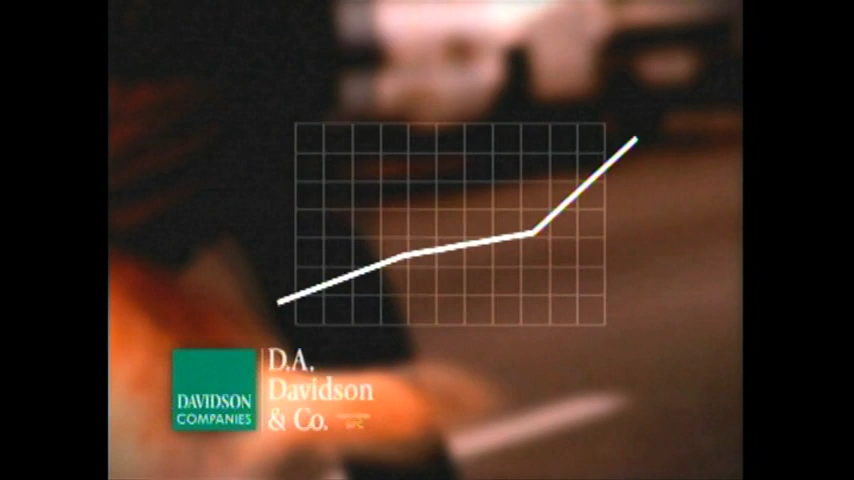 DAVIDSON
COMPANIES
D.A.
Davidson
& Co.